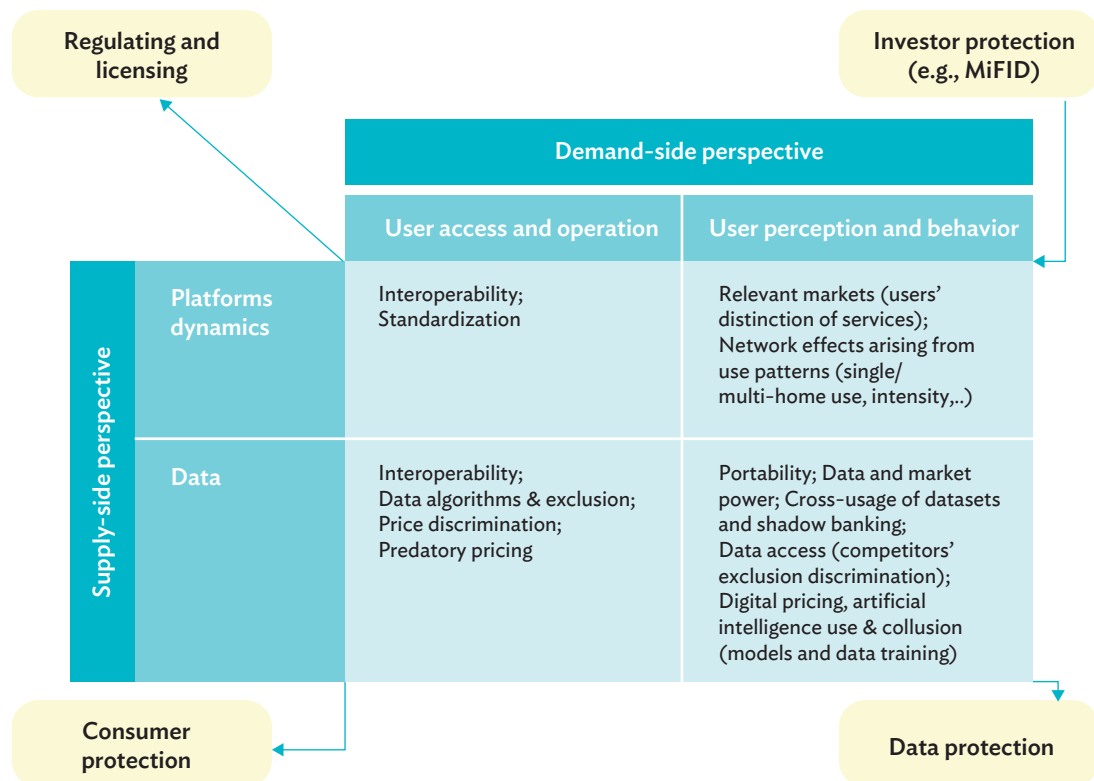 Regulating and
licensing
Investor protection
(e.g., MiFID)
Demand-side perspective
User access and operation
User perception and behavior
Supply-side perspective
Platforms
dynamics
Interoperability;
Standardization
Relevant markets (users’
distinction of services);
Network effects arising from
use patterns (single/
multi-home use, intensity,..)
Data
Interoperability;
Data algorithms & exclusion;
Price discrimination;
Predatory pricing
Portability; Data and market
power; Cross-usage of datasets
and shadow banking;
Data access (competitors’
exclusion discrimination);
Digital pricing, artificial
intelligence use & collusion
(models and data training)
Consumer
protection
Data protection